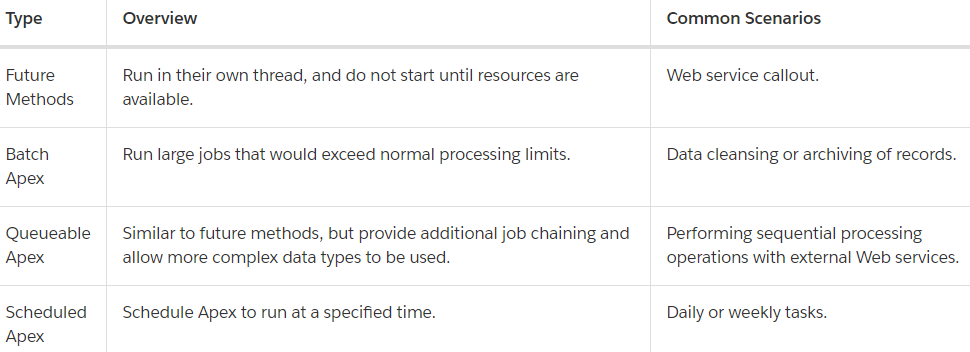 Type Overview Common Scenarios
Future Methods Run in their own thread, and do not start until resources are available. Web service callout.
Batch Apex Run large jobs that would exceed normal processing limits. Data cleansing or archiving of records.
Queueable Apex Similar to future methods, but provide additional job chaining and allow more complex data types to be used. Performing sequential processing operations with external Web services.
Scheduled Apex Schedule Apex to run at a specified time. Daily or weekly tasks.